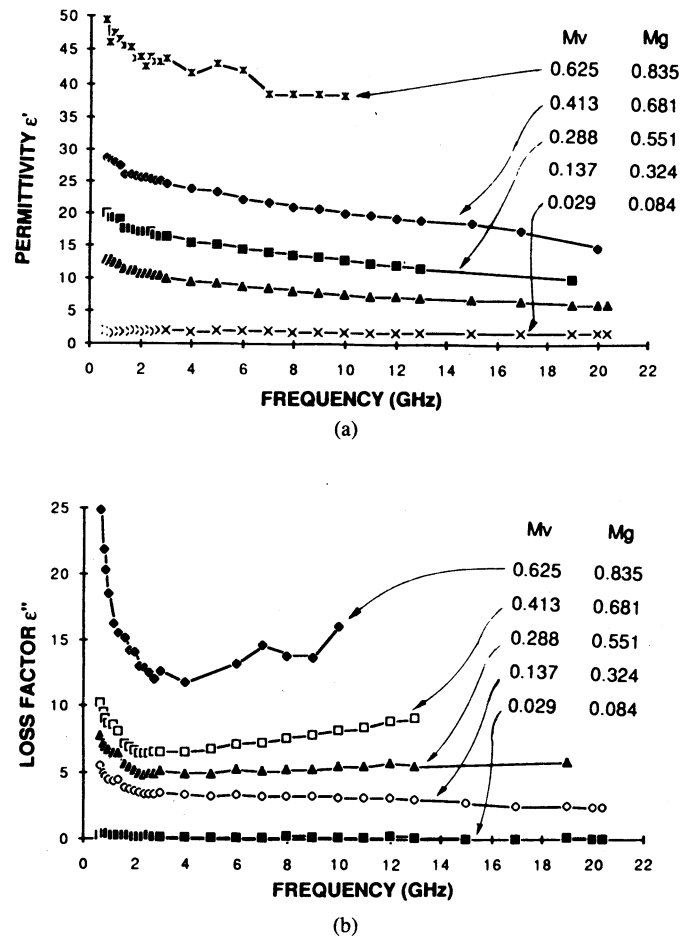 50
45
40
35
30
25
20
15
10
5
0
PERMITTIVITY ε'
Mv Mg
0.625 0.835
0.413 0.681
0.288 0.551
0.137 0.324
0.029 0.084
0 2 4 6 8 10 12 14 16 18 20 22
FREQUENCY (GHz)
(a)
25
20
15
10
5
0
LOSS FACTOR ε"
Mv Mg
0.625 0.835
0.413 0.681
0.288 0.551
0.137 0.324
0.029 0.084
0 2 4 6 8 10 12 14 16 18 20 22
FREQUENCY (GHz)
(b)